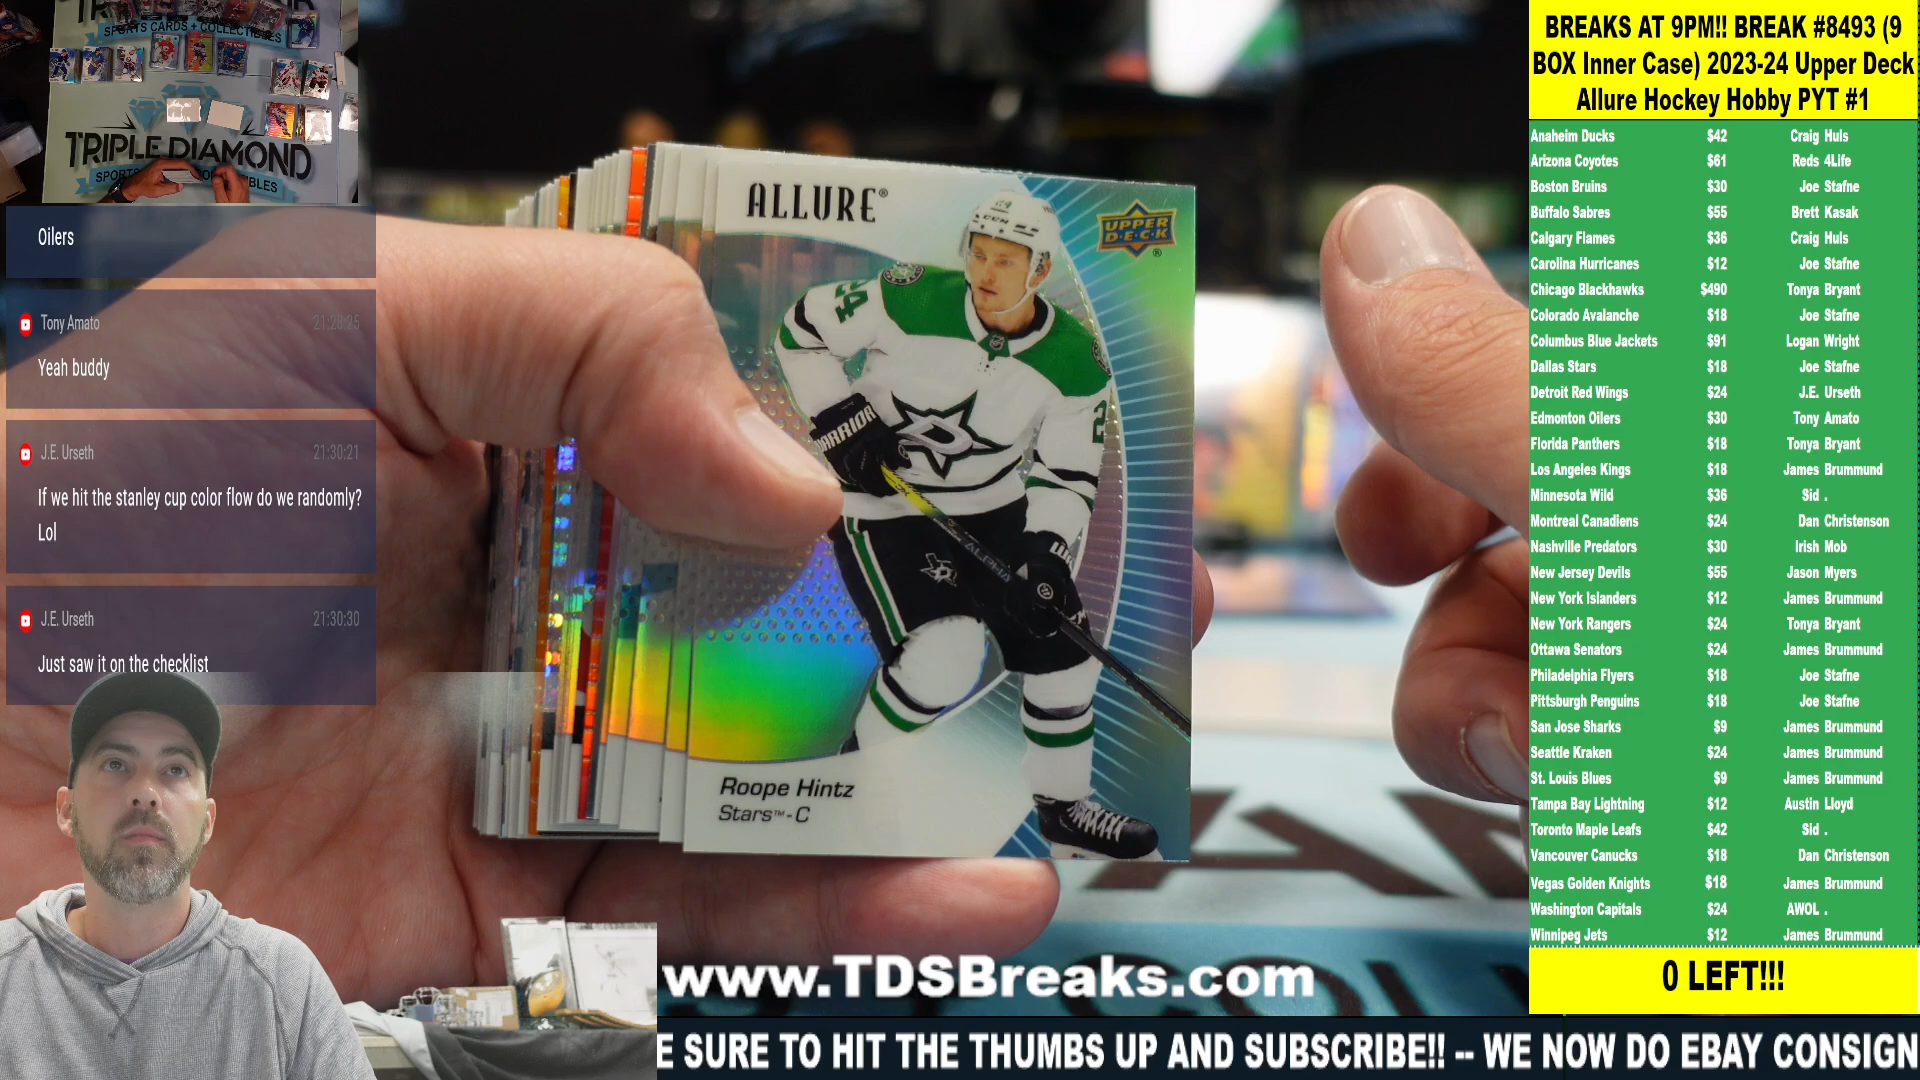 SPORTS CARDS + COLLECTIBLES
TRIPLE DIAMOND
SPORTS
Oilers
Tony Amato 21:28:25
Yeah buddy
J.E. Urseth 21:30:21
If we hit the stanley cup color flow do we randomly?
Lol
J.E. Urseth 21:30:30
Just saw it on the checklist
ALLURE®
UPPER
DECK
®
24
24
WARRIOR
ALPHA
Roope Hintz
Stars™-C
www.TDSBreaks.com
E SURE TO HIT THE THUMBS UP AND SUBSCRIBE!! -- WE NOW DO EBAY CONSIGN
BREAKS AT 9PM!! BREAK #8493 (9
BOX Inner Case) 2023-24 Upper Deck
Allure Hockey Hobby PYT #1
Anaheim Ducks $42 Craig Huls
Arizona Coyotes $61 Reds 4Life
Boston Bruins $30 Joe Stafne
Buffalo Sabres $55 Brett Kasak
Calgary Flames $36 Craig Huls
Carolina Hurricanes $12 Joe Stafne
Chicago Blackhawks $490 Tonya Bryant
Colorado Avalanche $18 Joe Stafne
Columbus Blue Jackets $91 Logan Wright
Dallas Stars $18 Joe Stafne
Detroit Red Wings $24 J.E. Urseth
Edmonton Oilers $30 Tony Amato
Florida Panthers $18 Tonya Bryant
Los Angeles Kings $18 James Brummund
Minnesota Wild $36 Sid .
Montreal Canadiens $24 Dan Christenson
Nashville Predators $30 Irish Mob
New Jersey Devils $55 Jason Myers
New York Islanders $12 James Brummund
New York Rangers $24 Tonya Bryant
Ottawa Senators $24 James Brummund
Philadelphia Flyers $18 Joe Stafne
Pittsburgh Penguins $18 Joe Stafne
San Jose Sharks $9 James Brummund
Seattle Kraken $24 James Brummund
St. Louis Blues $9 James Brummund
Tampa Bay Lightning $12 Austin Lloyd
Toronto Maple Leafs $42 Sid .
Vancouver Canucks $18 Dan Christenson
Vegas Golden Knights $18 James Brummund
Washington Capitals $24 AWOL .
Winnipeg Jets $12 James Brummund
0 LEFT!!!